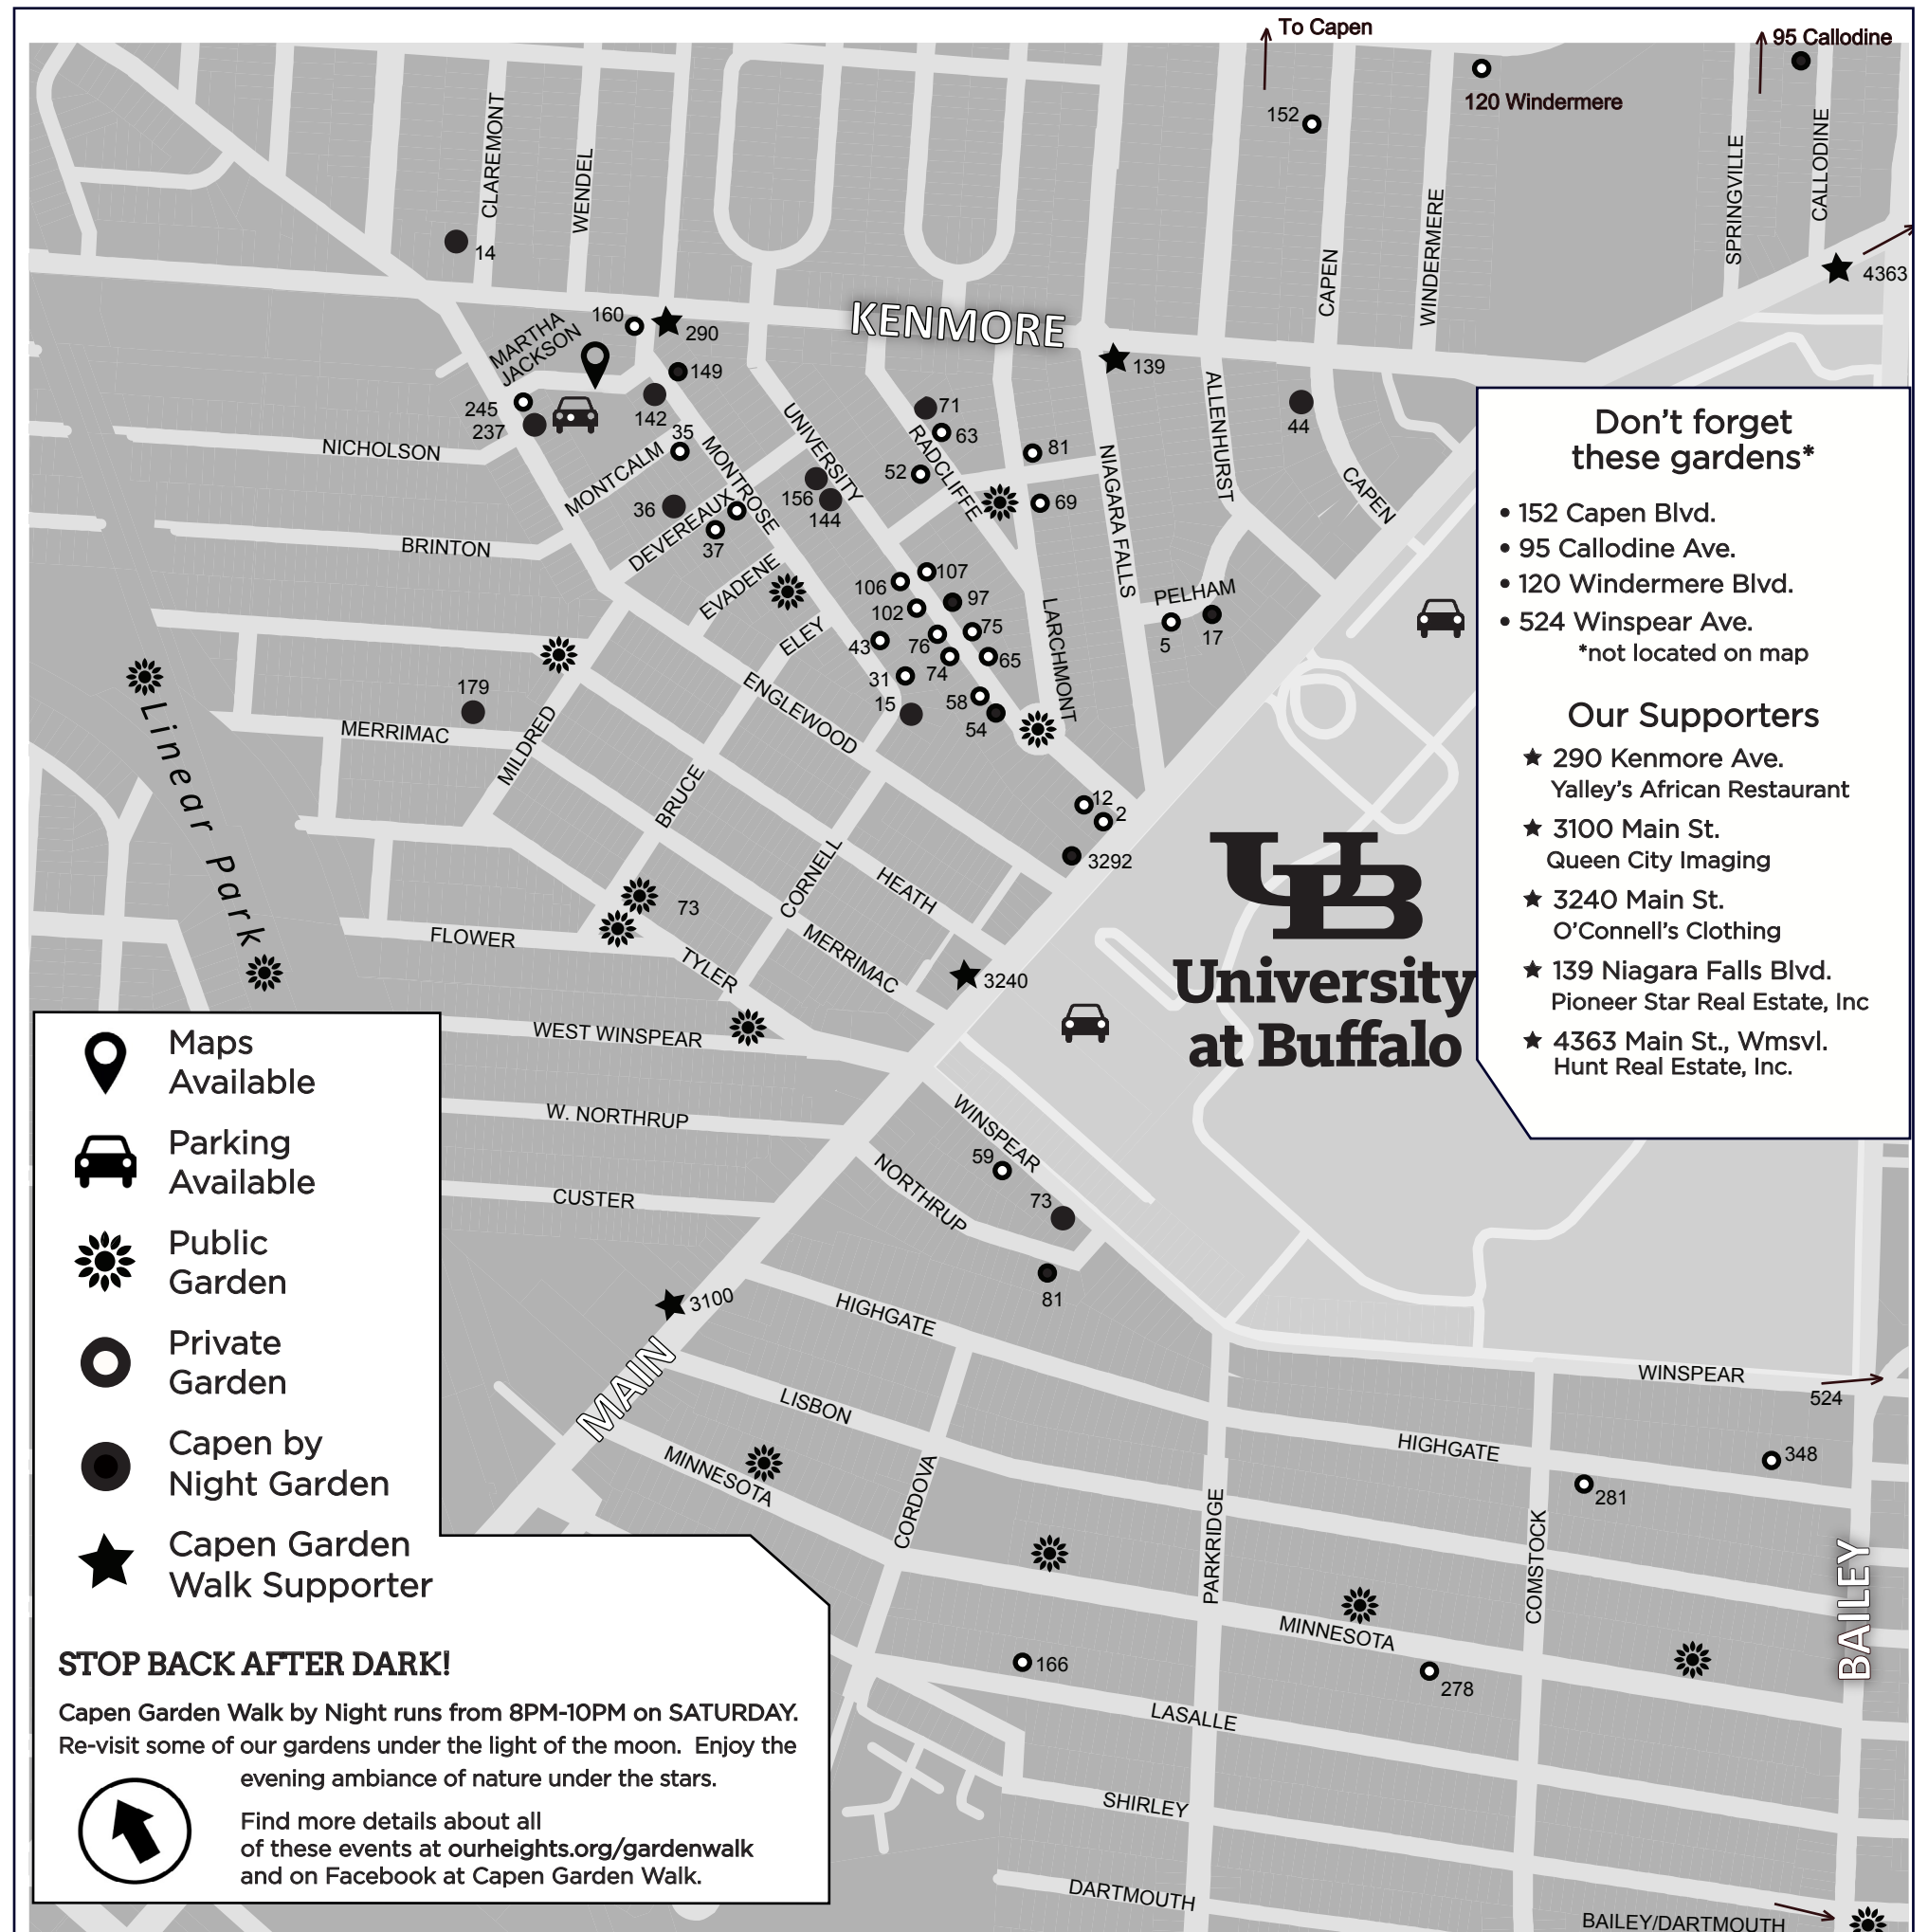 To Capen
95 Callodine
120 Windermere
152
CLAREMONT
WENDEL
CAPEN
WINDERMERE
SPRINGVILLE
CALLODINE
14
4363
160
290
KENMORE
139
MARTHA
JACKSON
149
142
245
237
NICHOLSON
35
MONTCALM
MONTROSE
36
DEVEREAUX
37
UNIVERSITY
156
144
71
63
RADCLIFFE
52
81
69
NIAGARA FALLS
ALLENHURST
44
CAPEN
BRINTON
EVADENE
ELEY
106
107
102
97
43
76
75
74
65
31
15
58
54
LARCHMONT
PELHAM
5
17
179
MERRIMAC
MILDRED
ENGLEWOOD
BRUCE
Linear Park
12
2
3292
CORNELL
HEATH
73
FLOWER
TYLER
MERRIMAC
3240
WEST WINSPEAR
W. NORTHRUP
CUSTER
WINSPEAR
59
73
NORTHRUP
81
3100
MAIN
HIGHGATE
LISBON
MINNESOTA
CORDOVA
PARKRIDGE
COMSTOCK
WINSPEAR
524
HIGHGATE
348
281
BAILEY
MINNESOTA
166
278
LASALLE
SHIRLEY
DARTMOUTH
BAILEY/DARTMOUTH
UB
University
at Buffalo
Don't forget
these gardens*
• 152 Capen Blvd.
• 95 Callodine Ave.
• 120 Windermere Blvd.
• 524 Winspear Ave.
*not located on map
Our Supporters
★ 290 Kenmore Ave.
Yalley's African Restaurant
★ 3100 Main St.
Queen City Imaging
★ 3240 Main St.
O'Connell's Clothing
★ 139 Niagara Falls Blvd.
Pioneer Star Real Estate, Inc
★ 4363 Main St., Wmsvl.
Hunt Real Estate, Inc.
Maps
Available
Parking
Available
Public
Garden
Private
Garden
Capen by
Night Garden
Capen Garden
Walk Supporter
STOP BACK AFTER DARK!
Capen Garden Walk by Night runs from 8PM-10PM on SATURDAY.
Re-visit some of our gardens under the light of the moon.  Enjoy the
evening ambiance of nature under the stars.
Find more details about all
of these events at ourheights.org/gardenwalk
and on Facebook at Capen Garden Walk.